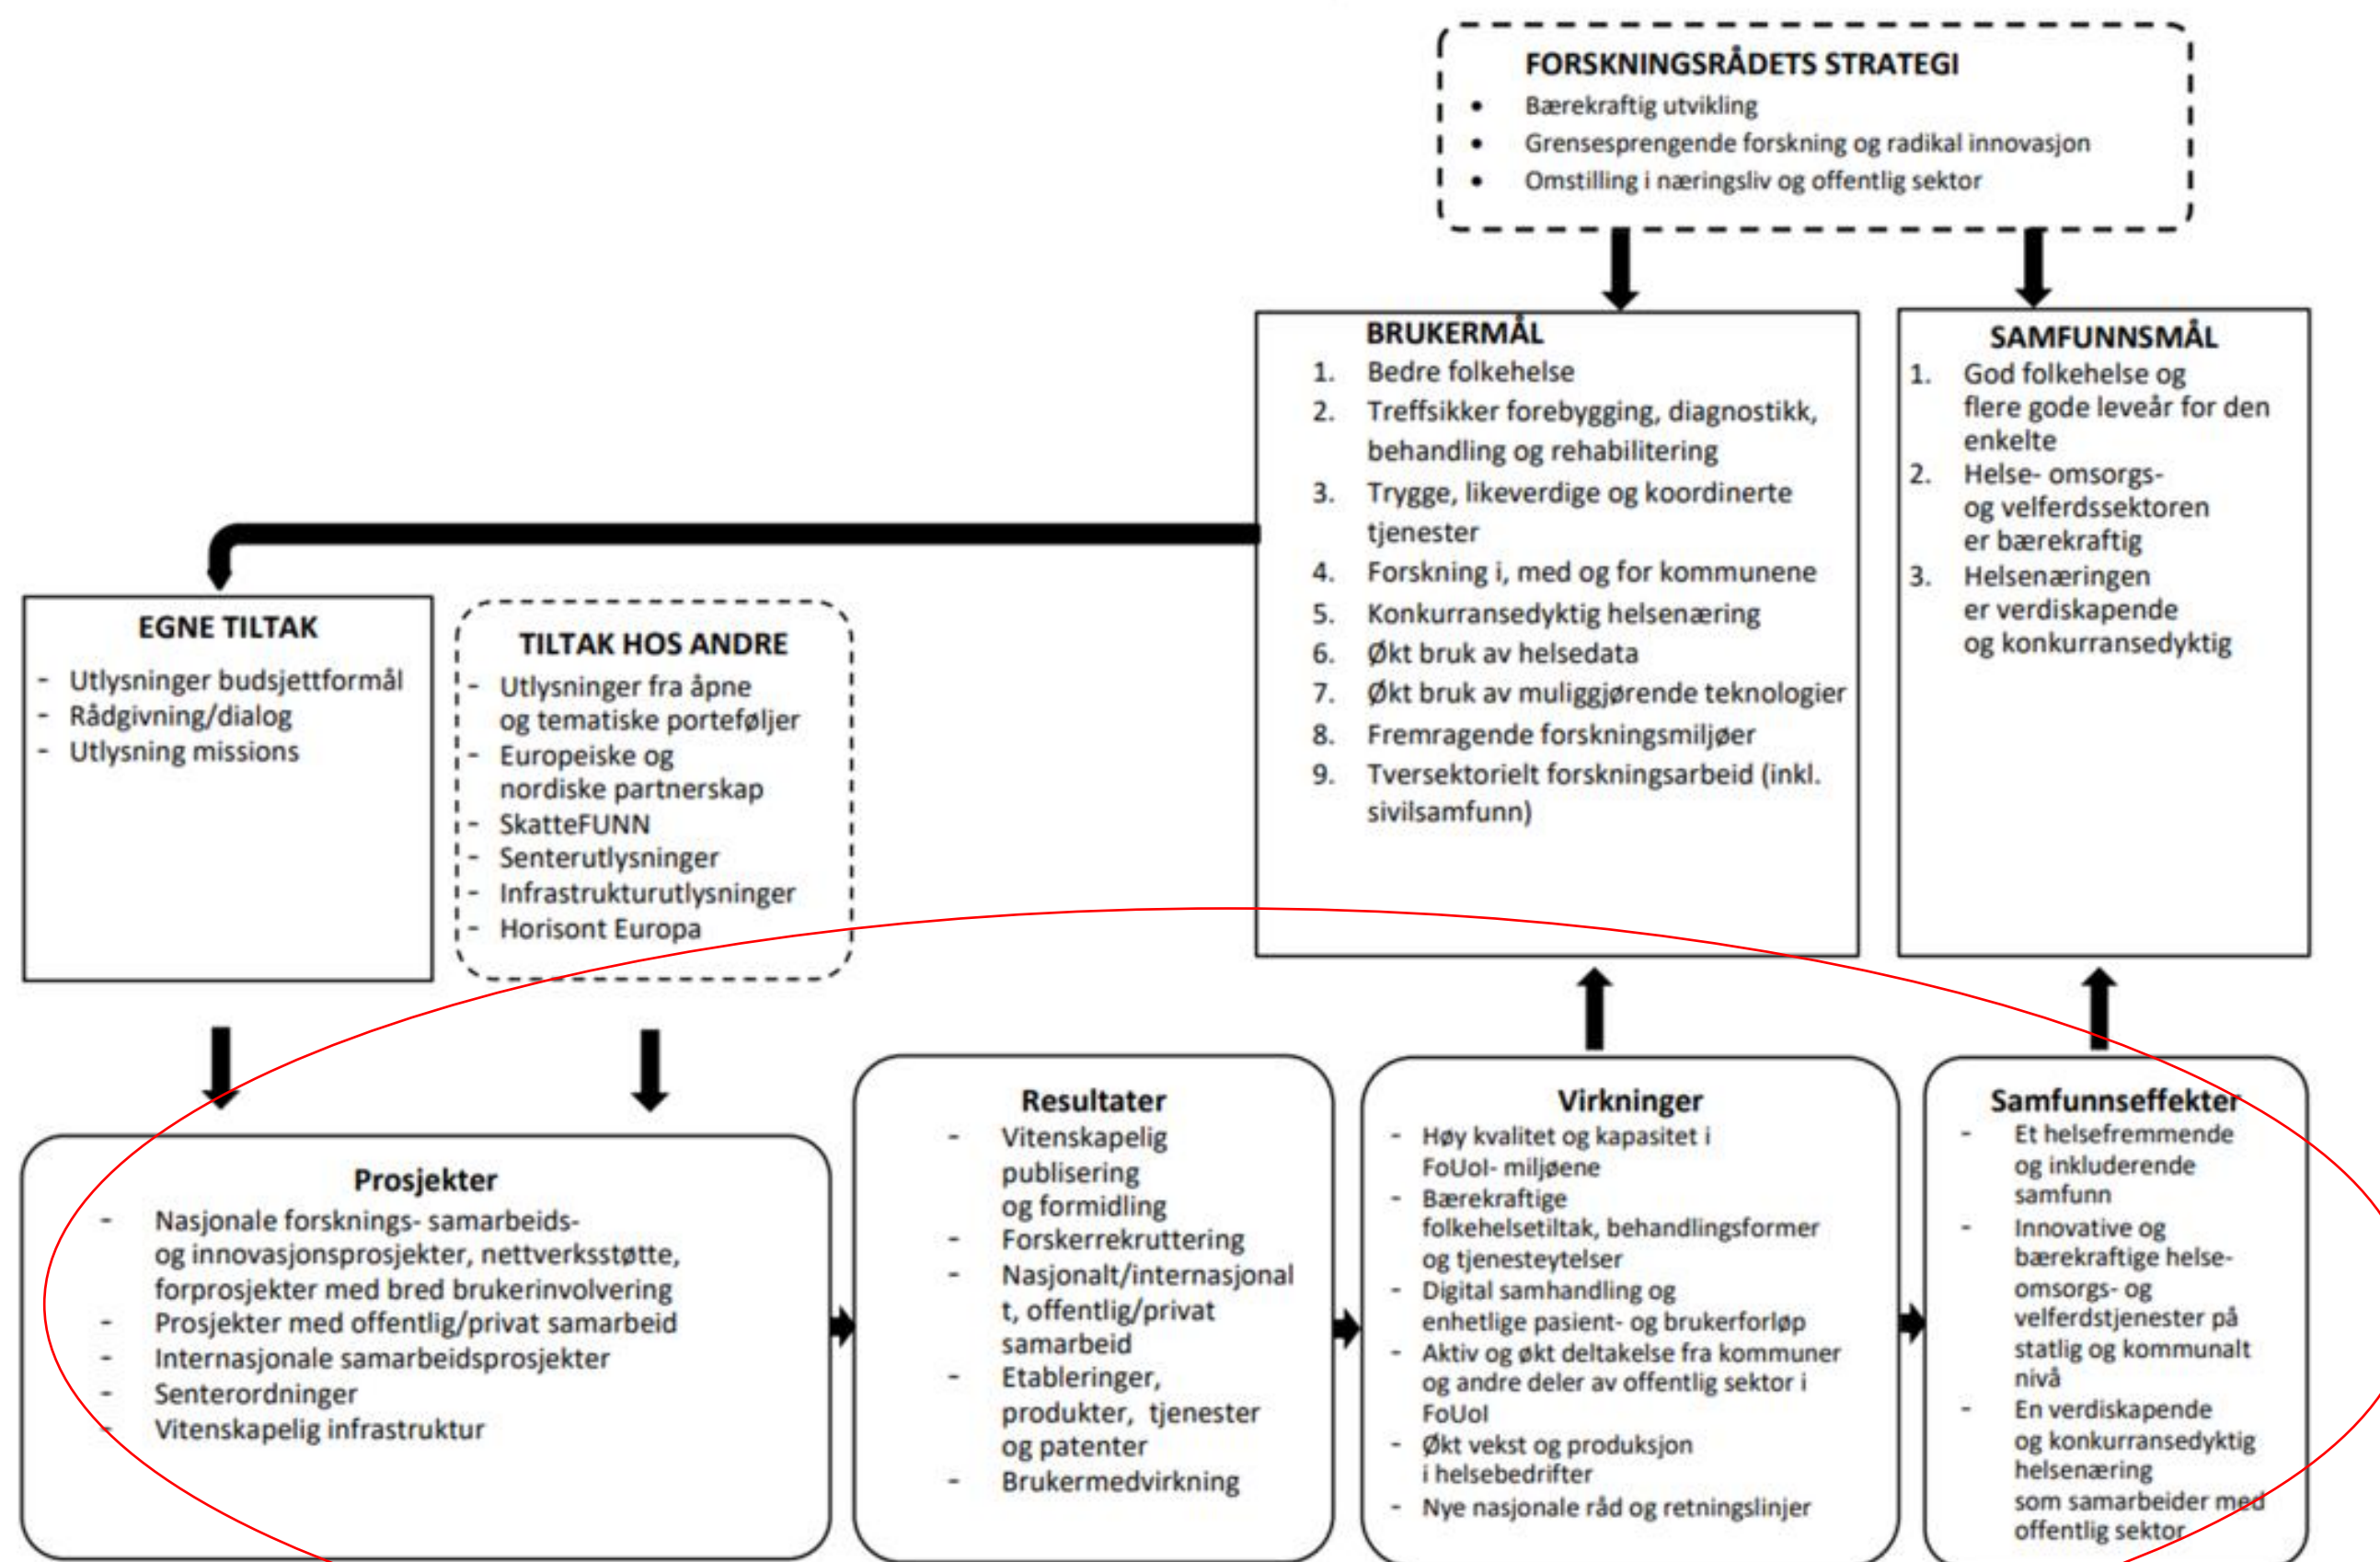 FORSKNINGSRÅDETS STRATEGI
• Bærekraftig utvikling
• Grensesprengende forskning og radikal innovasjon
• Omstilling i næringsliv og offentlig sektor
BRUKERMÅL
1. Bedre folkehelse
2. Treffsikker forebygging, diagnostikk,
behandling og rehabilitering
3. Trygge, likeverdige og koordinerte
tjenester
4. Forskning i, med og for kommunene
5. Konkurransedyktig helsenæring
6. Økt bruk av helsedata
7. Økt bruk av muliggjørende teknologier
8. Fremragende forskningsmiljøer
9. Tversektorielt forskningsarbeid (inkl.
sivilsamfunn)
SAMFUNNSMÅL
1. God folkehelse og
flere gode leveår for den
enkelte
2. Helse- omsorgs-
og velferdssektoren
er bærekraftig
3. Helsenæringen
er verdiskapende
og konkurransedyktig
EGNE TILTAK
- Utlysninger budsjettformål
- Rådgivning/dialog
- Utlysning missions
TILTAK HOS ANDRE
- Utlysninger fra åpne
og tematiske porteføljer
- Europeiske og
nordiske partnerskap
- SkatteFUNN
- Senterutlysninger
- Infrastrukturutlysninger
- Horisont Europa
Prosjekter
- Nasjonale forsknings- samarbeids-
og innovasjonsprosjekter, nettverksstøtte,
forprosjekter med bred brukerinvolvering
- Prosjekter med offentlig/privat samarbeid
- Internasjonale samarbeidsprosjekter
- Senterordninger
- Vitenskapelig infrastruktur
Resultater
- Vitenskapelig
publisering
og formidling
- Forskerrekruttering
- Nasjonalt/internasjonal
t, offentlig/privat
samarbeid
- Etableringer,
produkter, tjenester
og patenter
- Brukermedvirkning
Virkninger
- Høy kvalitet og kapasitet i
FoUoI- miljøene
- Bærekraftige
folkehelsetiltak, behandlingsformer
og tjenesteytelser
- Digital samhandling og
enhetlige pasient- og brukerforløp
- Aktiv og økt deltakelse fra kommuner
og andre deler av offentlig sektor i
FoUoI
- Økt vekst og produksjon
i helsebedrifter
- Nye nasjonale råd og retningslinjer
Samfunnseffekter
- Et helsefremmende
og inkluderende
samfunn
- Innovative og
bærekraftige helse-
omsorgs- og
velferdstjenester på
statlig og kommunalt
nivå
- En verdiskapende
og konkurransedyktig
helsenæring
som samarbeider med
offentlig sektor